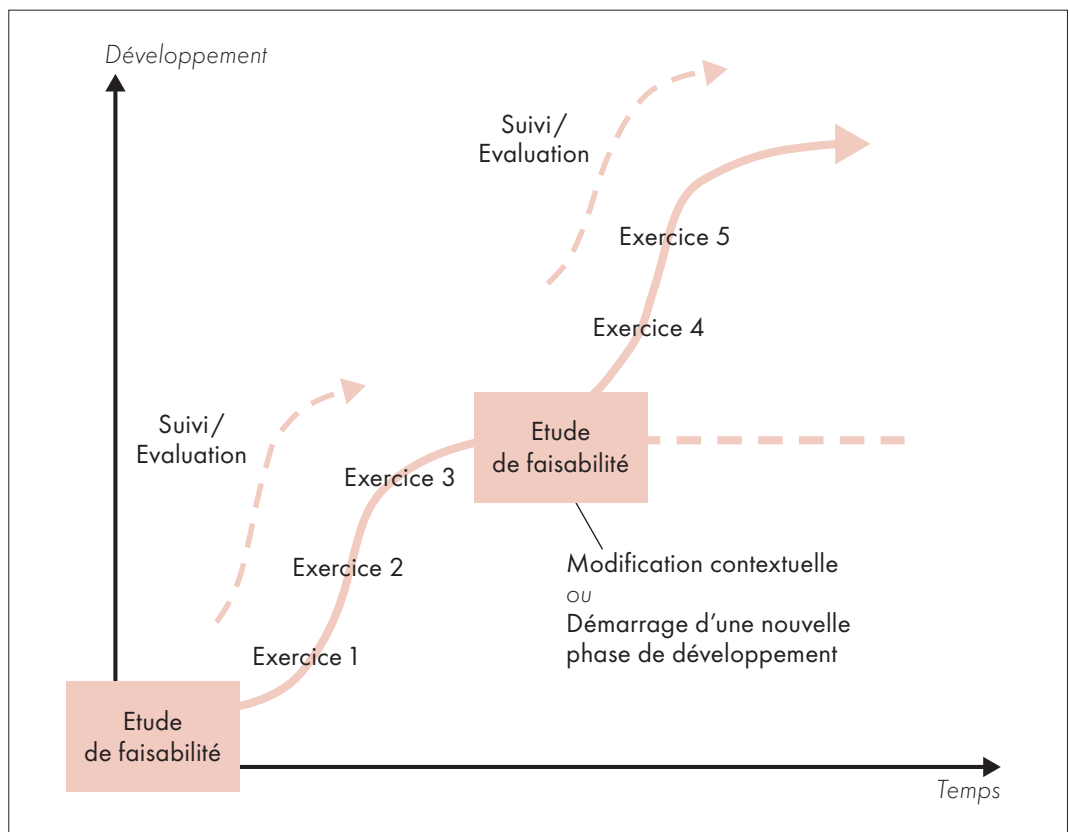 Développement
Suivi/
Evaluation
Exercice 5
Exercice 4
Suivi/
Evaluation
Etude
de faisabilité
Exercice 3
Exercice 2
Modification contextuelle
ou
Démarrage d'une nouvelle
phase de développement
Exercice 1
Etude
de faisabilité
Temps